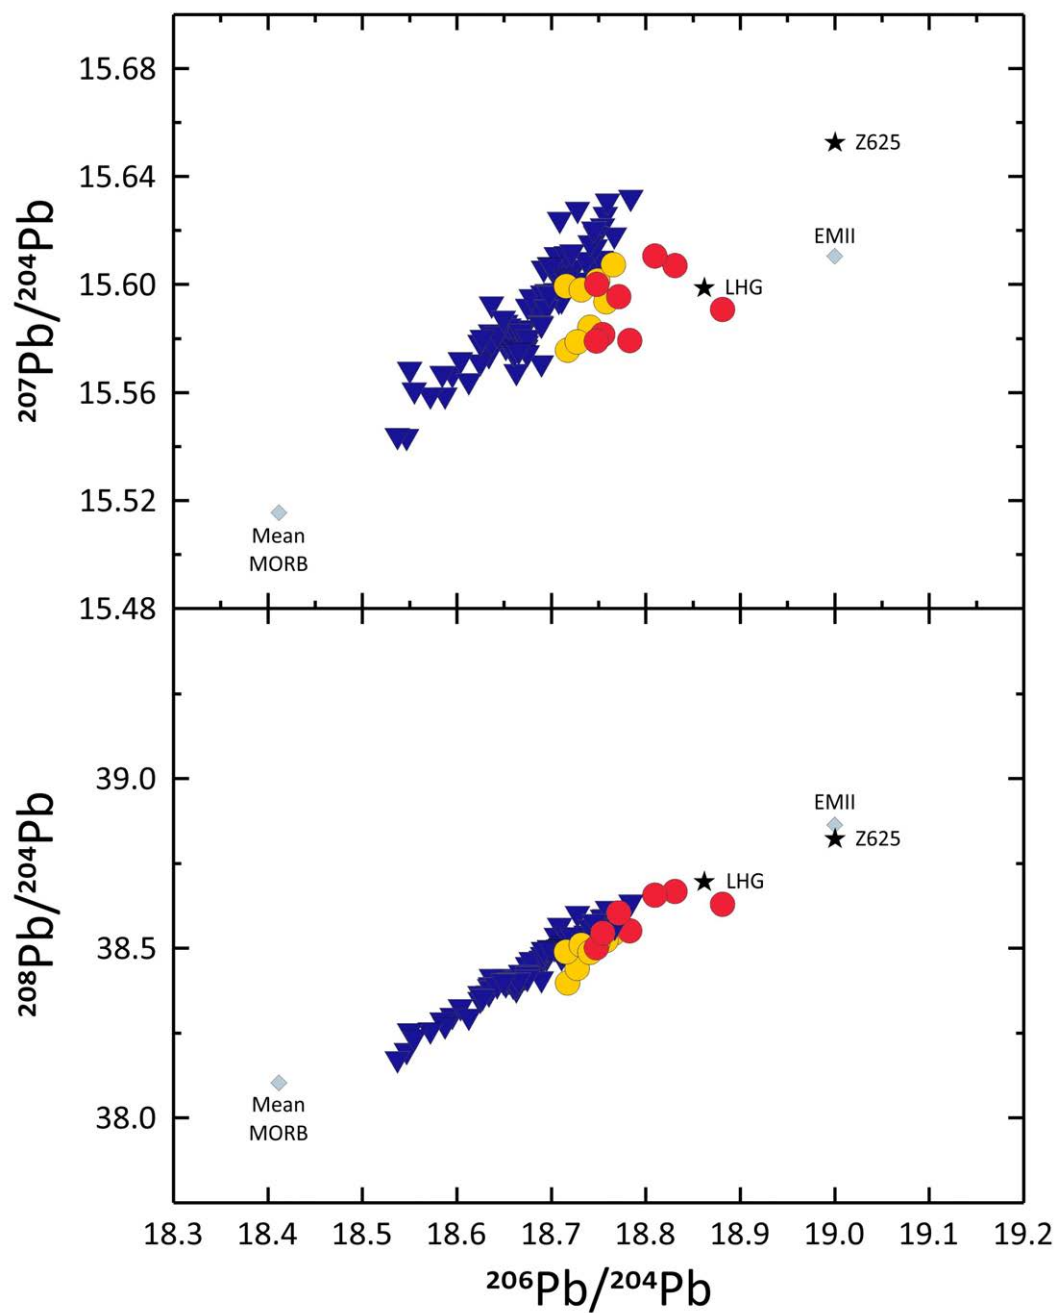 15.68
15.64
Z625
EMII
15.60
LHG
15.56
15.52
Mean
MORB
15.48
²⁰⁷Pb/²⁰⁴Pb
39.0
EMII
Z625
LHG
38.5
38.0
Mean
MORB
²⁰⁸Pb/²⁰⁴Pb
18.3 18.4 18.5 18.6 18.7 18.8 18.9 19.0 19.1 19.2
²⁰⁶Pb/²⁰⁴Pb